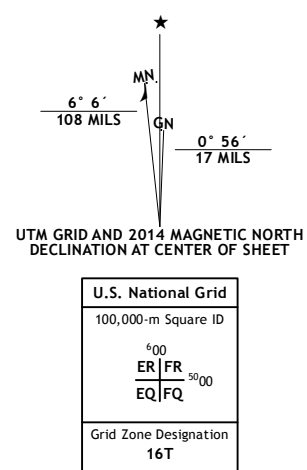 ★
MN.
6° 6´
108 MILS
GN
0° 56´
17 MILS
UTM GRID AND 2014 MAGNETIC NORTH
DECLINATION AT CENTER OF SHEET
U.S. National Grid
100,000-m Square ID
600
ER FR
5000
EQ FQ
Grid Zone Designation
16T